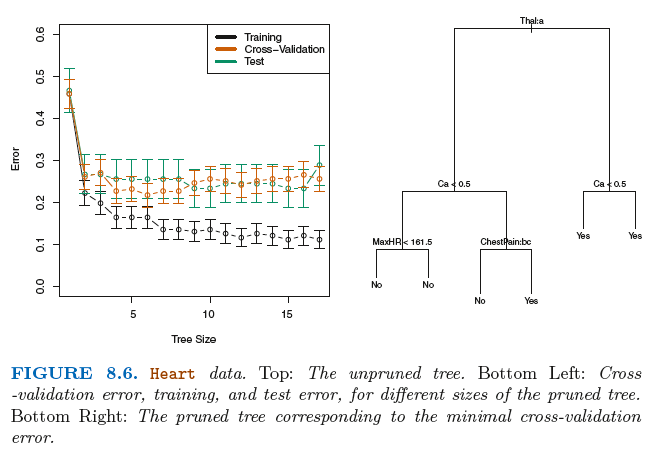 Training
Cross−Validation
Test
0.6
0.5
0.4
0.3
0.2
0.1
0.0
Error
5
10
15
Tree Size
Thal:a
Ca < 0.5
Ca < 0.5
MaxHR < 161.5
ChestPain:bc
Yes
Yes
No
No
No
Yes
FIGURE 8.6. Heart data. Top: The unpruned tree. Bottom Left: Cross
-validation error, training, and test error, for different sizes of the pruned tree.
Bottom Right: The pruned tree corresponding to the minimal cross-validation
error.